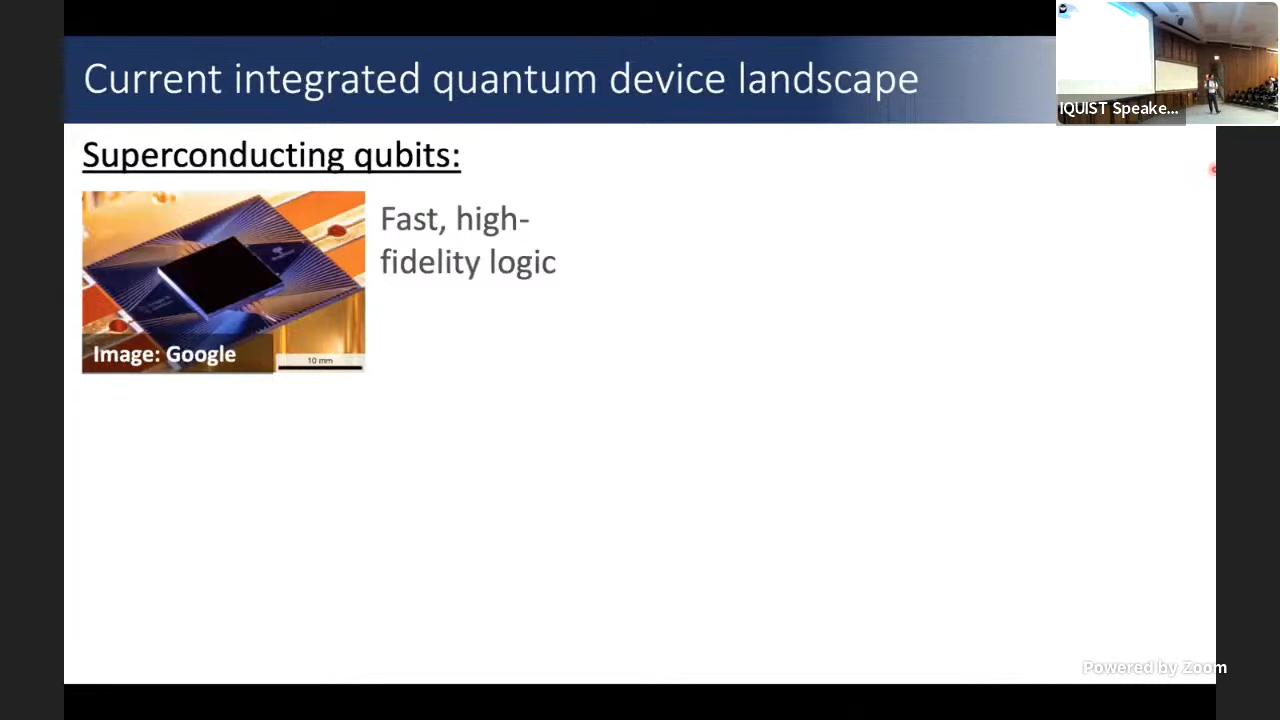 Current integrated quantum device landscape
IQUIST Speake...
Superconducting qubits:
Fast, high-
fidelity logic
Image: Google
10 mm
Powered by Zoom